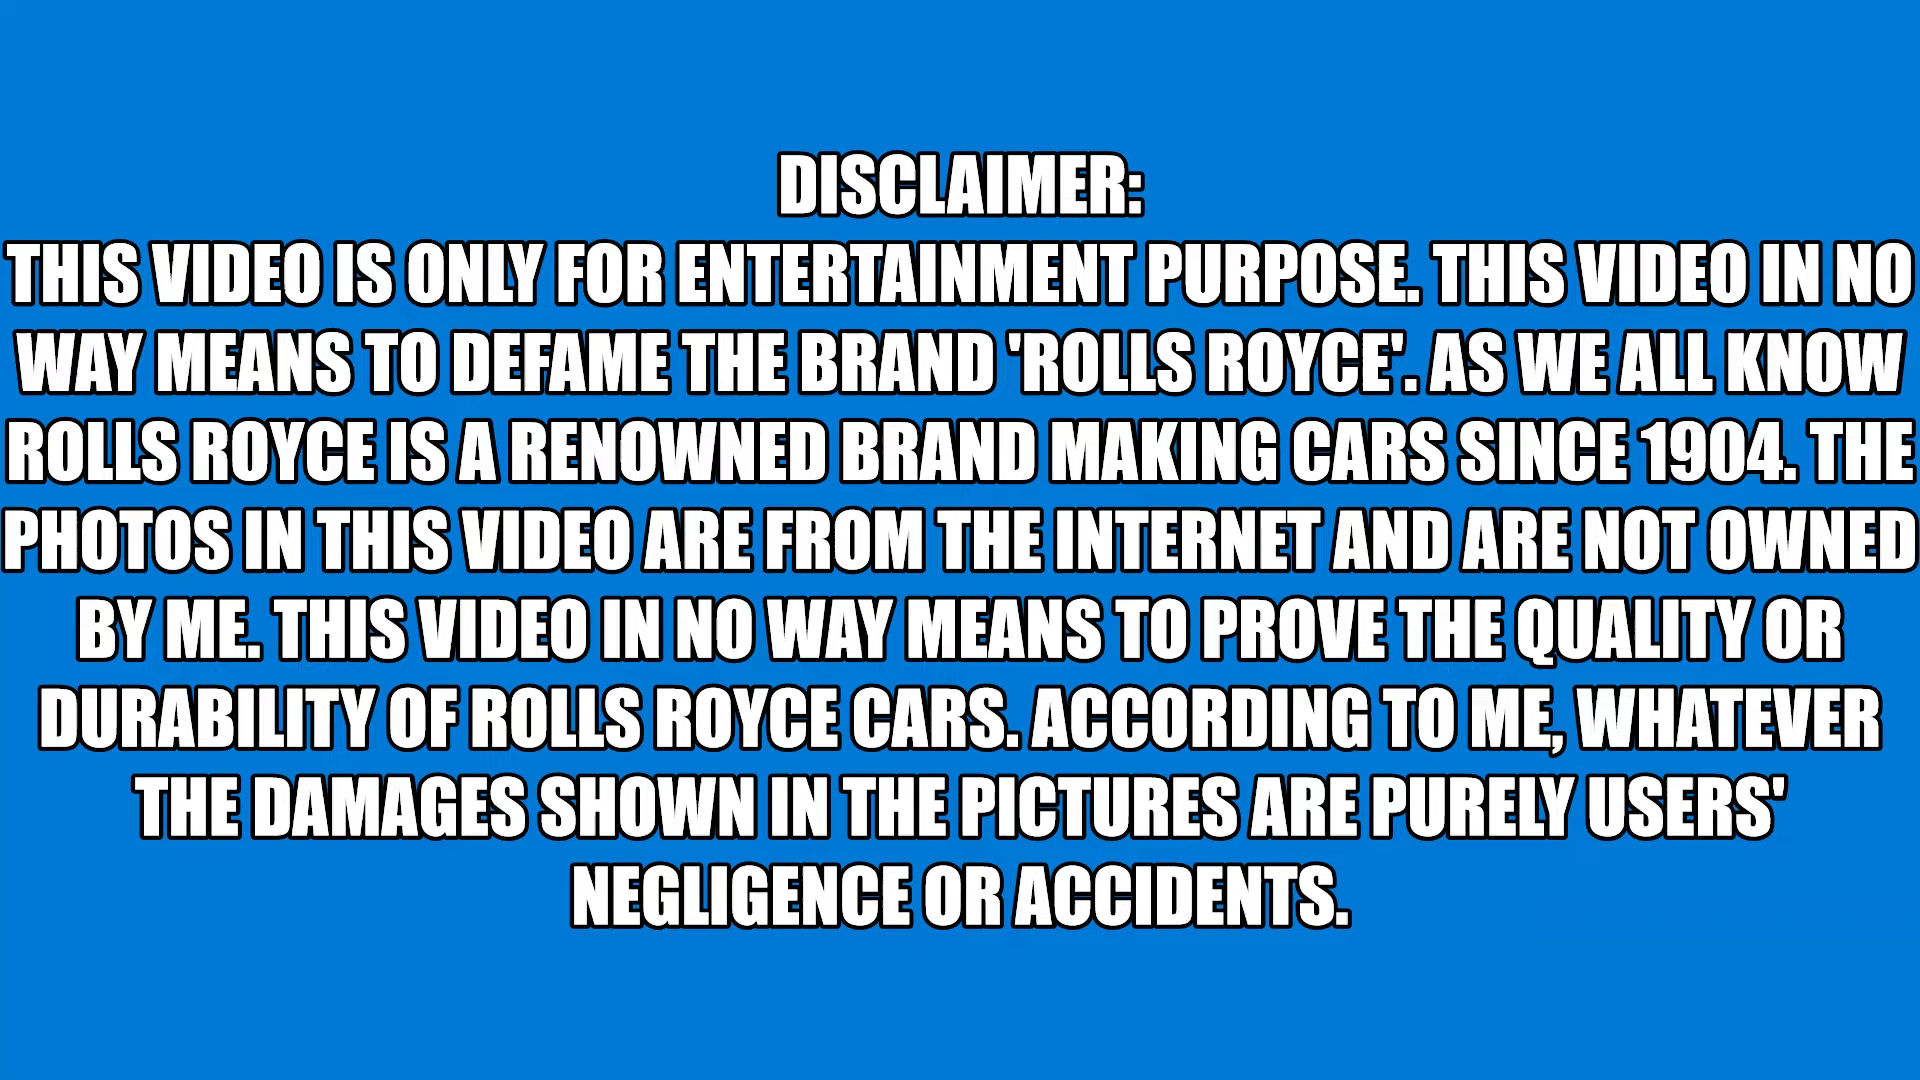 DISCLAIMER:
THIS VIDEO IS ONLY FOR ENTERTAINMENT PURPOSE. THIS VIDEO IN NO
WAY MEANS TO DEFAME THE BRAND 'ROLLS ROYCE'. AS WE ALL KNOW
ROLLS ROYCE IS A RENOWNED BRAND MAKING CARS SINCE 1904. THE
PHOTOS IN THIS VIDEO ARE FROM THE INTERNET AND ARE NOT OWNED
BY ME. THIS VIDEO IN NO WAY MEANS TO PROVE THE QUALITY OR
DURABILITY OF ROLLS ROYCE CARS. ACCORDING TO ME, WHATEVER
THE DAMAGES SHOWN IN THE PICTURES ARE PURELY USERS'
NEGLIGENCE OR ACCIDENTS.